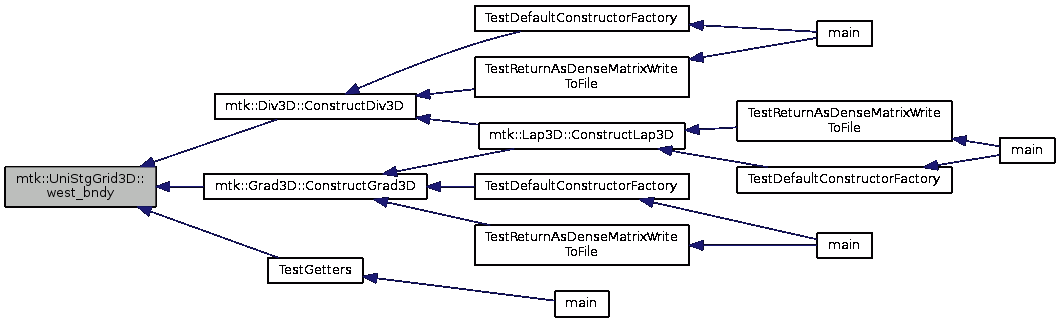 TestDefaultConstructorFactory
main
TestReturnAsDenseMatrixWrite
ToFile
mtk::Div3D::ConstructDiv3D
TestReturnAsDenseMatrixWrite
ToFile
mtk::Lap3D::ConstructLap3D
main
mtk::UniStgGrid3D::
west_bndy
mtk::Grad3D::ConstructGrad3D
TestDefaultConstructorFactory
TestDefaultConstructorFactory
TestReturnAsDenseMatrixWrite
ToFile
main
TestGetters
main